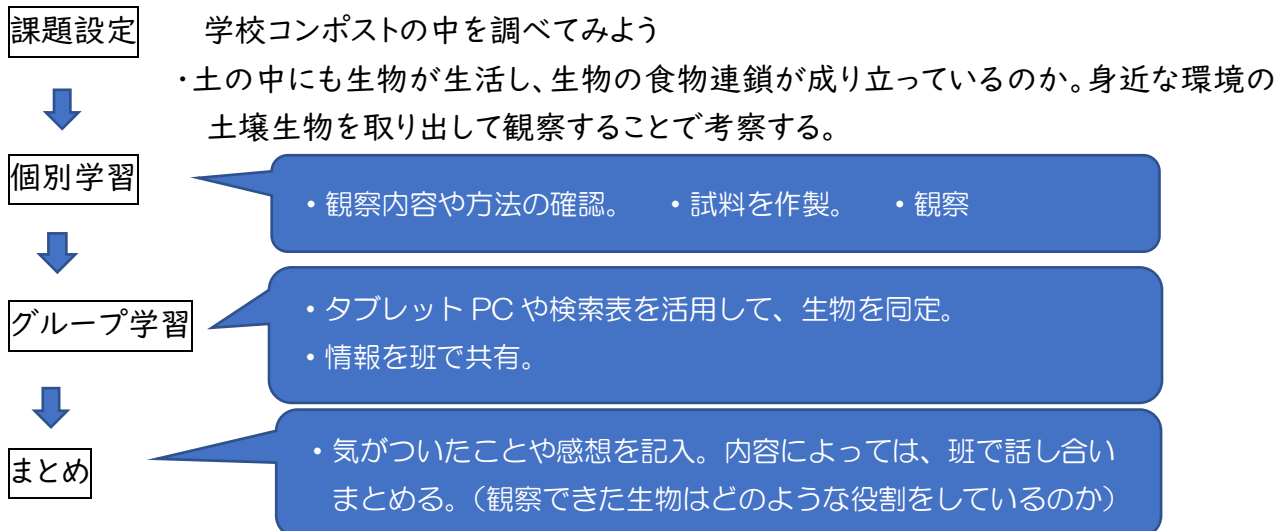 課題設定 学校コンポストの中を調べてみよう
・土の中にも生物が生活し、生物の食物連鎖が成り立っているのか。身近な環境の
土壌生物を取り出して観察することで考察する。
個別学習
・観察内容や方法の確認。 ・試料を作製。 ・観察
グループ学習
・タブレット PC や検索表を活用して、生物を同定。
・情報を班で共有。
まとめ
・気がついたことや感想を記入。内容によっては、班で話し合い
まとめる。（観察できた生物はどのような役割をしているのか）